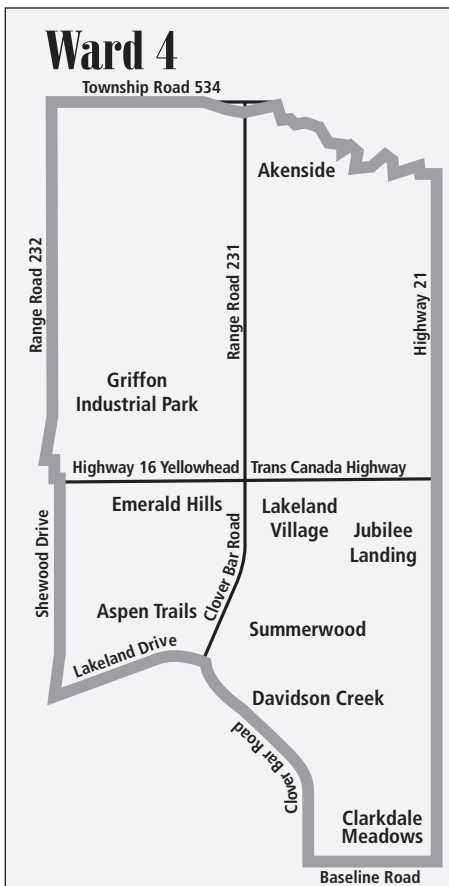 Ward 4
Township Road 534
Akenside
Range Road 232
Range Road 231
Highway 21
Griffon
Industrial Park
Highway 16 Yellowhead
Trans Canada Highway
Emerald Hills
Lakeland
Village
Jubilee
Landing
Shewood Drive
Clover Bar Road
Aspen Trails
Summerwood
Lakeland Drive
Davidson Creek
Clover Bar Road
Clarkdale
Meadows
Baseline Road